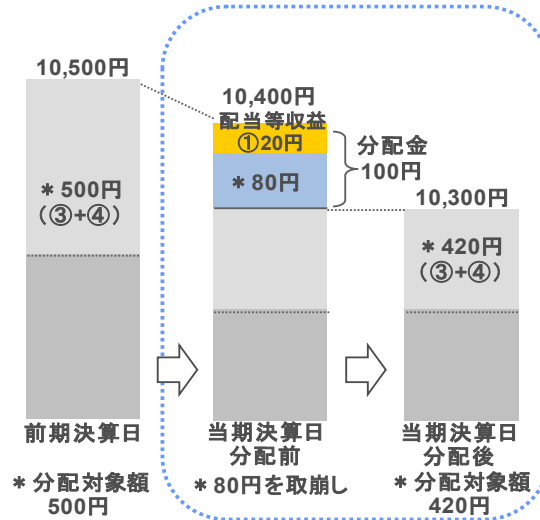 10,500円
＊500円
（③+④）
前期決算日
＊分配対象額
500円
10,400円
配当等収益
①20円
＊80円
分配金
100円
当期決算日
分配前
＊80円を取崩し
10,300円
＊420円
（③+④）
当期決算日
分配後
＊分配対象額
420円